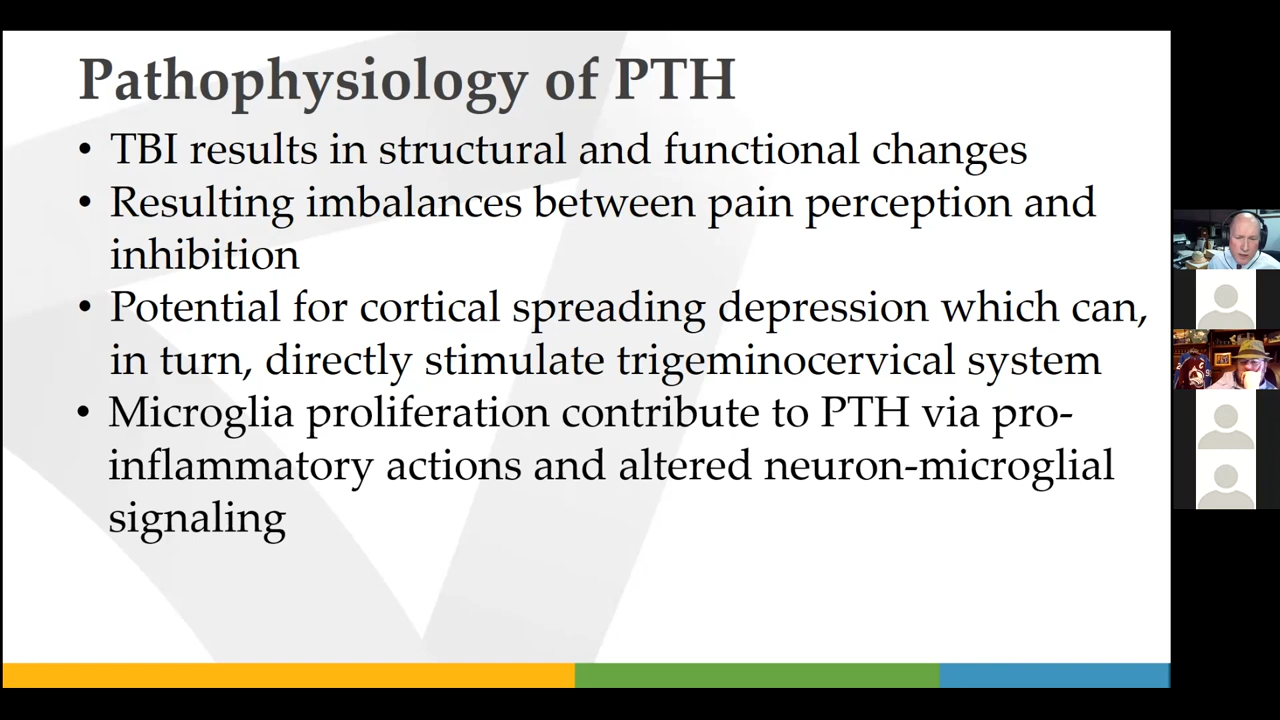 Pathophysiology of PTH
• TBI results in structural and functional changes
• Resulting imbalances between pain perception and
inhibition
• Potential for cortical spreading depression which can,
in turn, directly stimulate trigeminocervical system
• Microglia proliferation contribute to PTH via pro-
inflammatory actions and altered neuron-microglial
signaling